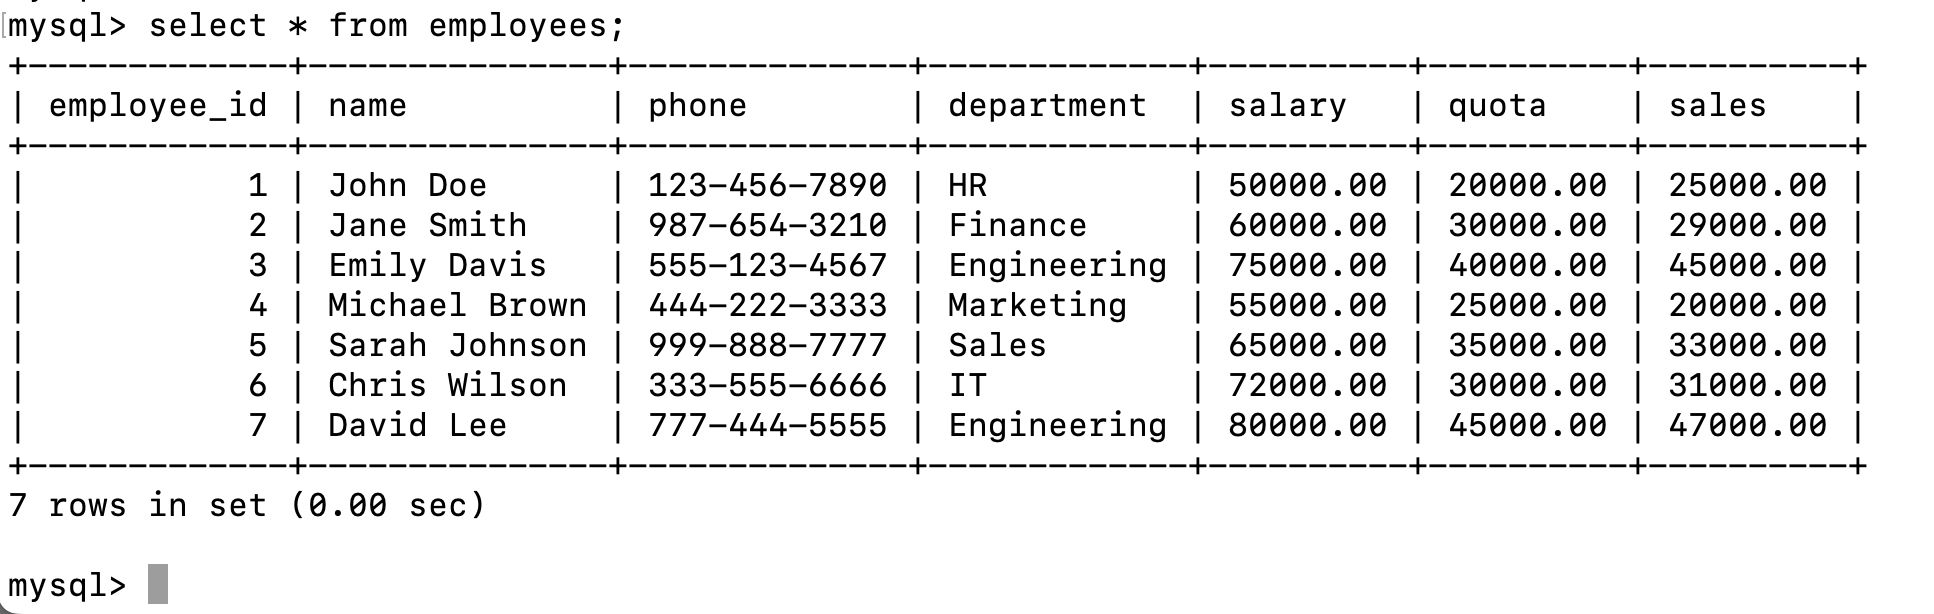 mysql> select * from employees;
+-------------+---------------+--------------+-------------+----------+----------+----------+
| employee_id | name          | phone        | department  | salary   | quota    | sales    |
+-------------+---------------+--------------+-------------+----------+----------+----------+
|           1 | John Doe      | 123-456-7890 | HR          | 50000.00 | 20000.00 | 25000.00 |
|           2 | Jane Smith    | 987-654-3210 | Finance     | 60000.00 | 30000.00 | 29000.00 |
|           3 | Emily Davis   | 555-123-4567 | Engineering | 75000.00 | 40000.00 | 45000.00 |
|           4 | Michael Brown | 444-222-3333 | Marketing   | 55000.00 | 25000.00 | 20000.00 |
|           5 | Sarah Johnson | 999-888-7777 | Sales       | 65000.00 | 35000.00 | 33000.00 |
|           6 | Chris Wilson  | 333-555-6666 | IT          | 72000.00 | 30000.00 | 31000.00 |
|           7 | David Lee     | 777-444-5555 | Engineering | 80000.00 | 45000.00 | 47000.00 |
+-------------+---------------+--------------+-------------+----------+----------+----------+
7 rows in set (0.00 sec)
mysql>